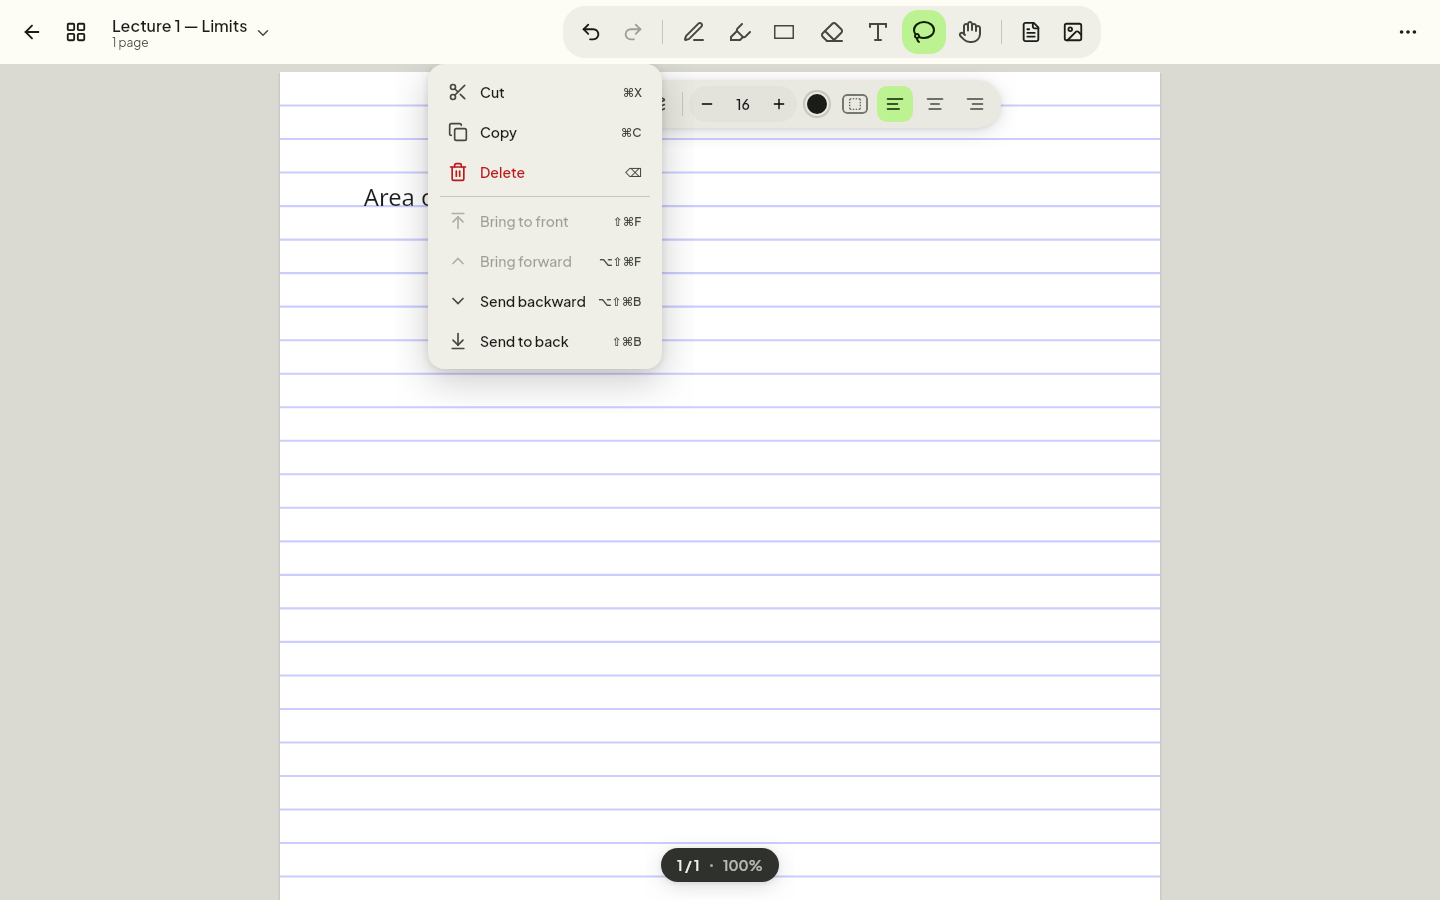 Lecture 1 — Limits
1 page
Cut ⌘X
16
Copy ⌘C
Delete ⌫
Area
Bring to front ⇧⌘F
Bring forward ⌥⇧⌘F
Send backward ⌥⇧⌘B
Send to back ⇧⌘B
1 / 1 · 100%